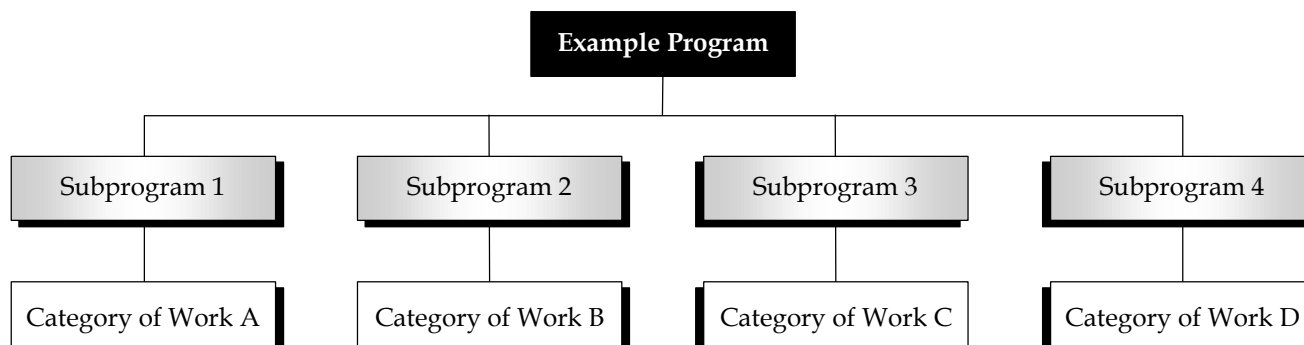 Example Program
Subprogram 1
Subprogram 2
Subprogram 3
Subprogram 4
Category of Work A
Category of Work B
Category of Work C
Category of Work D